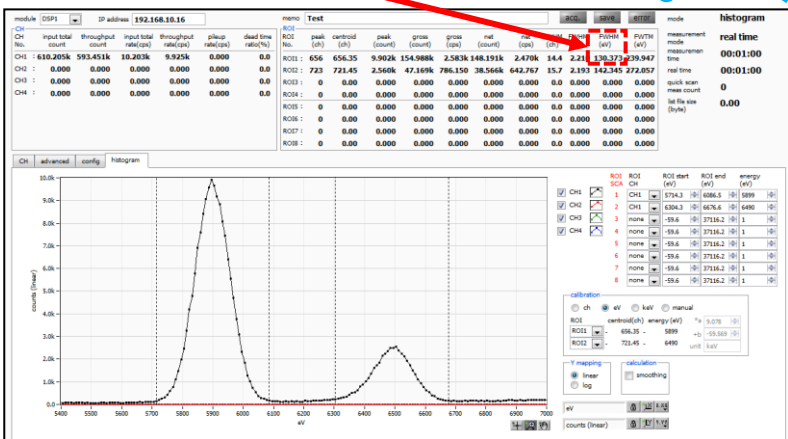 module DSP1 IP address 192.168.10.16 memo Test acq. save error mode histogram
CH ROI
CH No. input total count throughput count input total rate(cps) throughput rate(cps) pileup rate(cps) dead time ratio(%)
ROI No. peak (ch) centroid (ch) peak (count) gross (count) gross (cps) net (count) net (cps) (ch) FWHM (eV) FWTM (eV)
CH1 : 610.205k 593.451k 10.203k 9.925k 0.000 0.0
CH2 : 0.000 0.000 0.000 0.000 0.000 0.0
CH3 : 0.000 0.000 0.000 0.000 0.000 0.0
CH4 : 0.000 0.000 0.000 0.000 0.000 0.0
ROI1 : 656 656.35 9.902k 154.988k 2.583k 148.191k 2.470k 14.4 2.21 130.373 239.947
ROI2 : 723 721.45 2.560k 47.169k 786.150 38.566k 642.767 15.7 2.193 142.345 272.057
ROI3 : 0 0.00 0.000 0.000 0.000 0.000 0.000 0.0 0.000 0.000 0.000
ROI4 : 0 0.00 0.000 0.000 0.000 0.000 0.000 0.0 0.000 0.000 0.000
ROI5 : 0 0.00 0.000 0.000 0.000 0.000 0.000 0.0 0.000 0.000 0.000
ROI6 : 0 0.00 0.000 0.000 0.000 0.000 0.000 0.0 0.000 0.000 0.000
ROI7 : 0 0.00 0.000 0.000 0.000 0.000 0.000 0.0 0.000 0.000 0.000
ROI8 : 0 0.00 0.000 0.000 0.000 0.000 0.000 0.0 0.000 0.000 0.000
measurement mode real time
measuremen time 00:01:00
real time 00:01:00
quick scan meas count 0
list file size (byte) 0.00
CH advanced config histogram
10.0k
9.0k
8.0k
7.0k
6.0k
5.0k
4.0k
3.0k
2.0k
1.0k
0.0
counts (linear)
5400 5500 5600 5700 5800 5900 6000 6100 6200 6300 6400 6500 6600 6700 6800 6900 7000
eV
CH1
CH2
CH3
CH4
ROI SCA ROI CH ROI start (eV) ROI end (eV) energy (eV)
1 CH1 5714.3 6086.5 5899
2 CH1 6304.3 6676.6 6490
3 none -59.6 37116.2 1
4 none -59.6 37116.2 1
5 none -59.6 37116.2 1
6 none -59.6 37116.2 1
7 none -59.6 37116.2 1
8 none -59.6 37116.2 1
calibration
ch eV keV manual
ROI centroid(ch) energy (eV) *a 9.078
ROI1 - 656.35 - 5899 +b -59.569
ROI2 - 721.45 - 6490 unit keV
Y mapping calculation
linear smoothing
log
eV
counts (linear)